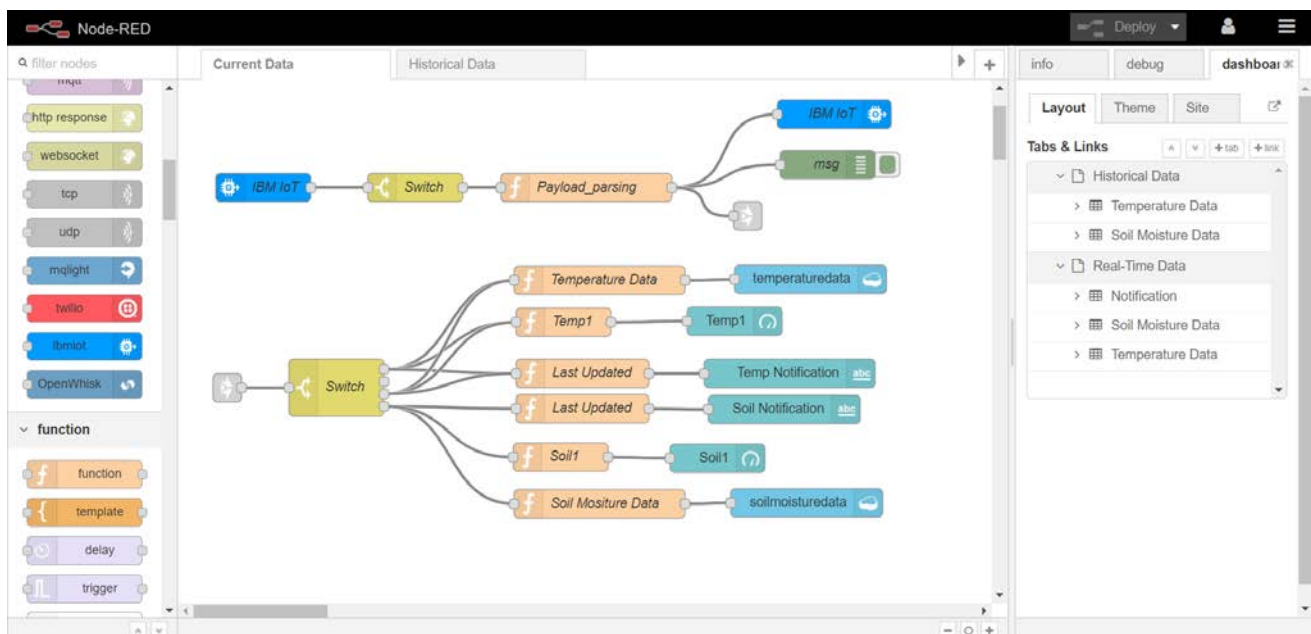 Node-RED
Deploy
filter nodes
Current Data
Historical Data
info
debug
dashboar
mqtt
http response
websocket
tcp
udp
mqlight
twilio
Ibmiot
OpenWhisk
function
function
template
delay
trigger
IBM IoT
Switch
Payload_parsing
IBM IoT
msg
Switch
Temperature Data
temperaturedata
Temp1
Temp1
Last Updated
Temp Notification abc
Last Updated
Soil Notification abc
Soil1
Soil1
Soil Mositure Data
soilmoisturedata
Layout
Theme
Site
Tabs & Links
+ tab
+ link
Historical Data
Temperature Data
Soil Moisture Data
Real-Time Data
Notification
Soil Moisture Data
Temperature Data